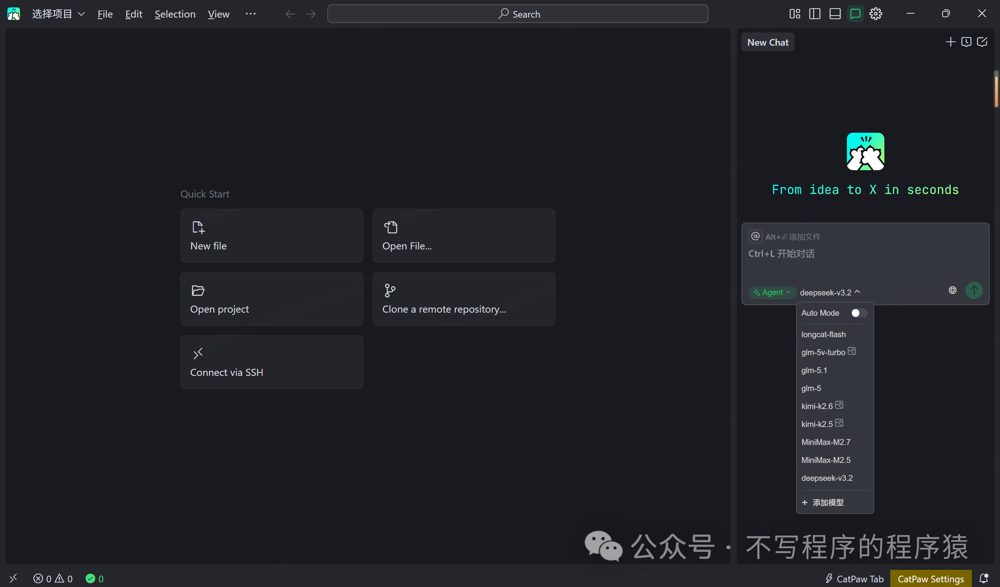 选择项目 File Edit Selection View ··· Search
New Chat
From idea to X in seconds
Quick Start
New file
Open File...
Open project
Clone a remote repository...
Connect via SSH
@ Alt+⏎ 添加文件
Ctrl+L 开始对话
Agent deepseek-v3.2
Auto Mode
longcat-flash
glm-5v-turbo
glm-5.1
glm-5
kimi-k2.6
kimi-k2.5
MiniMax-M2.7
MiniMax-M2.5
deepseek-v3.2
+ 添加模型
公众号 · 不写程序的程序猿
0 0 0 CatPaw Tab CatPaw Settings